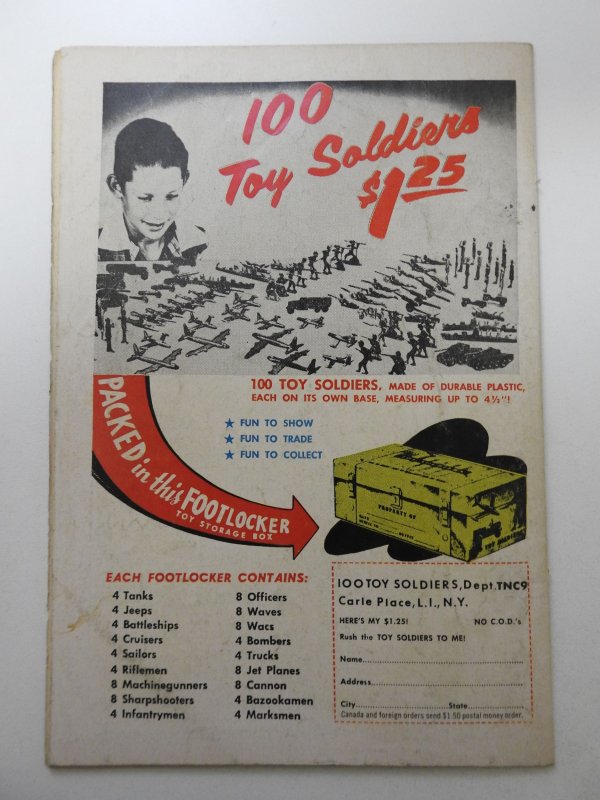 100
Toy Soldiers
$1.25
100 TOY SOLDIERS, MADE OF DURABLE PLASTIC,
EACH ON ITS OWN BASE, MEASURING UP TO 4½"!
★ FUN TO SHOW
★ FUN TO TRADE
★ FUN TO COLLECT
PACKED in this FOOTLOCKER
TOY STORAGE BOX
PROPERTY OF
TOY SOLDIERS
EACH FOOTLOCKER CONTAINS:
4 Tanks
4 Jeeps
4 Battleships
4 Cruisers
4 Sailors
4 Riflemen
8 Machinegunners
8 Sharpshooters
4 Infantrymen
8 Officers
8 Waves
8 Wacs
4 Bombers
4 Trucks
8 Jet Planes
8 Cannon
4 Bazookamen
4 Marksmen
100 TOY SOLDIERS, Dept. TNC9
Carle Place, L.I., N.Y.
HERE'S MY $1.25! NO C.O.D.'s
Rush the TOY SOLDIERS TO ME!
Name
Address
City State
Canada and foreign orders send $1.50 postal money order.